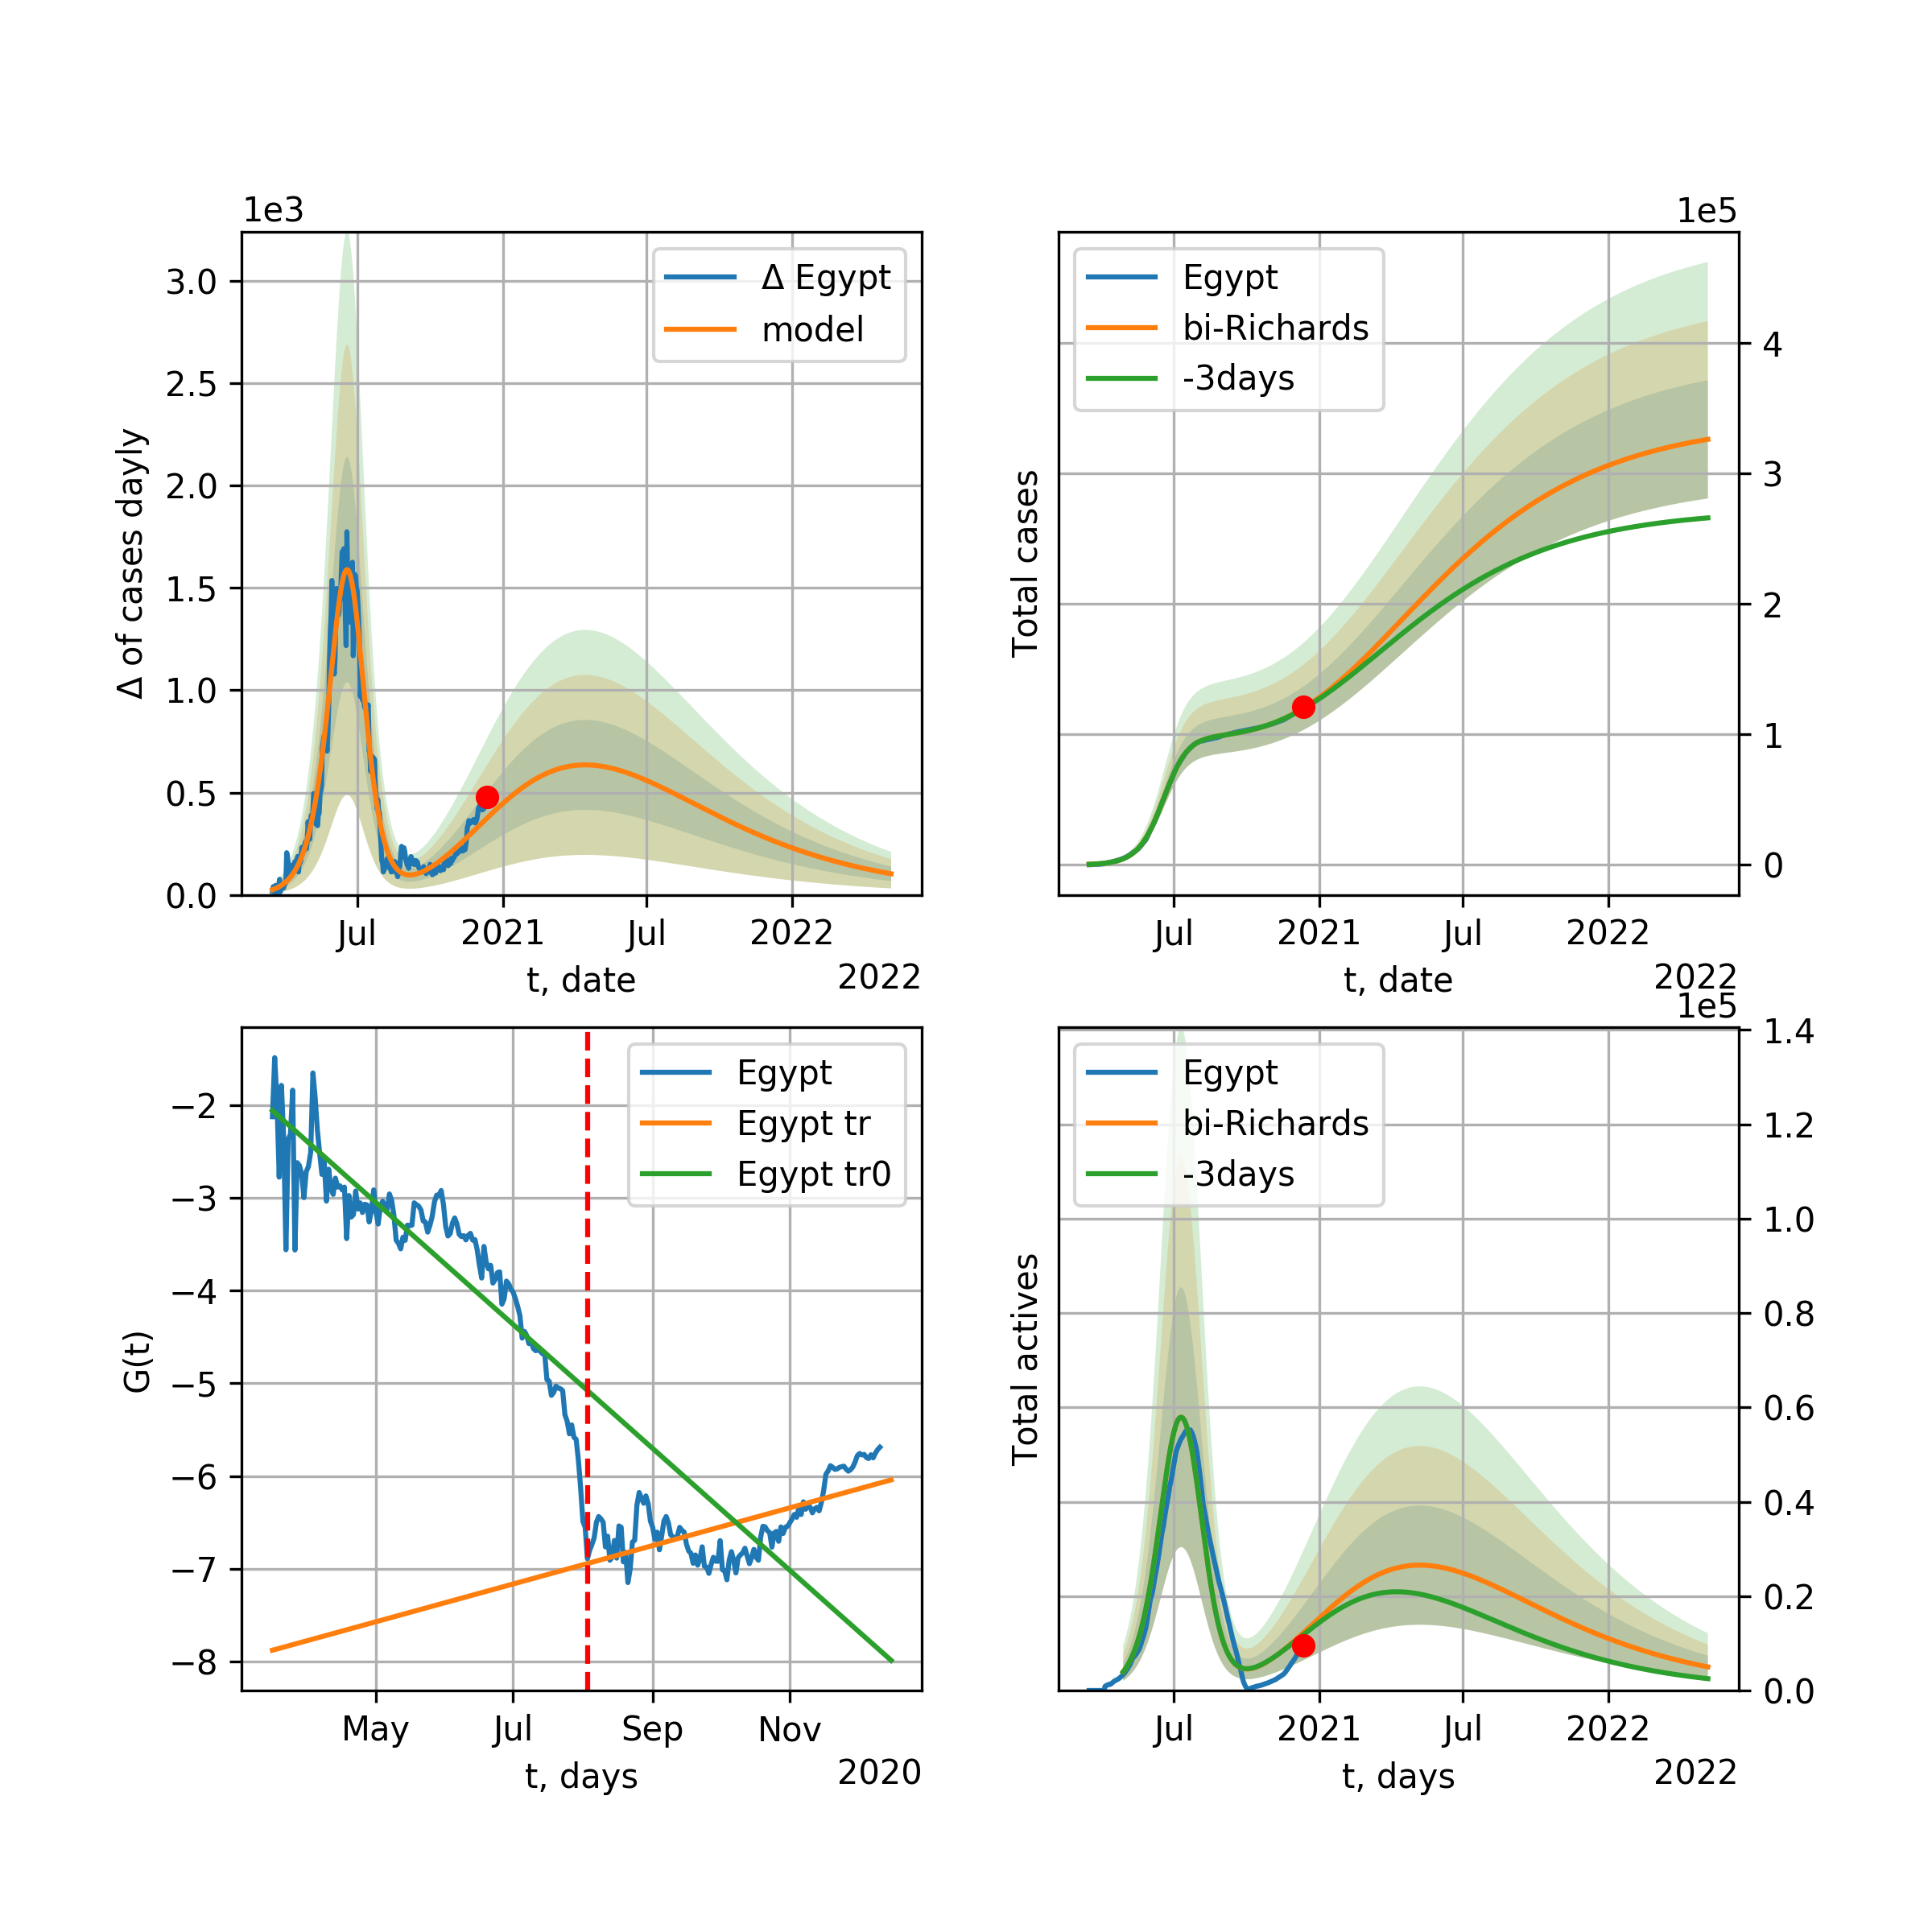 1e3
3.0
2.5
2.0
1.5
1.0
0.5
0.0
Δ of cases dayly
Δ Egypt
model
Jul 2021 Jul 2022
t, date
2022
1e5
Total cases
Egypt
bi-Richards
-3days
4
3
2
1
0
Jul 2021 Jul 2022
t, date
2022
G(t)
−2
−3
−4
−5
−6
−7
−8
Egypt
Egypt tr
Egypt tr0
May Jul Sep Nov
t, days
2020
1e5
Total actives
Egypt
bi-Richards
-3days
1.4
1.2
1.0
0.8
0.6
0.4
0.2
0.0
Jul 2021 Jul 2022
t, days
2022